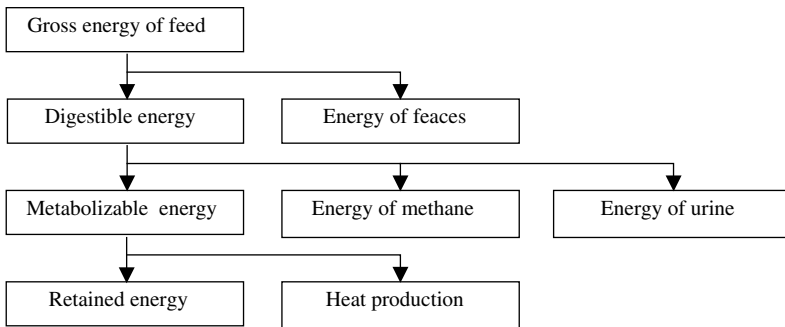 Gross energy of feed
Digestible energy
Energy of feaces
Metabolizable energy
Energy of methane
Energy of urine
Retained energy
Heat production